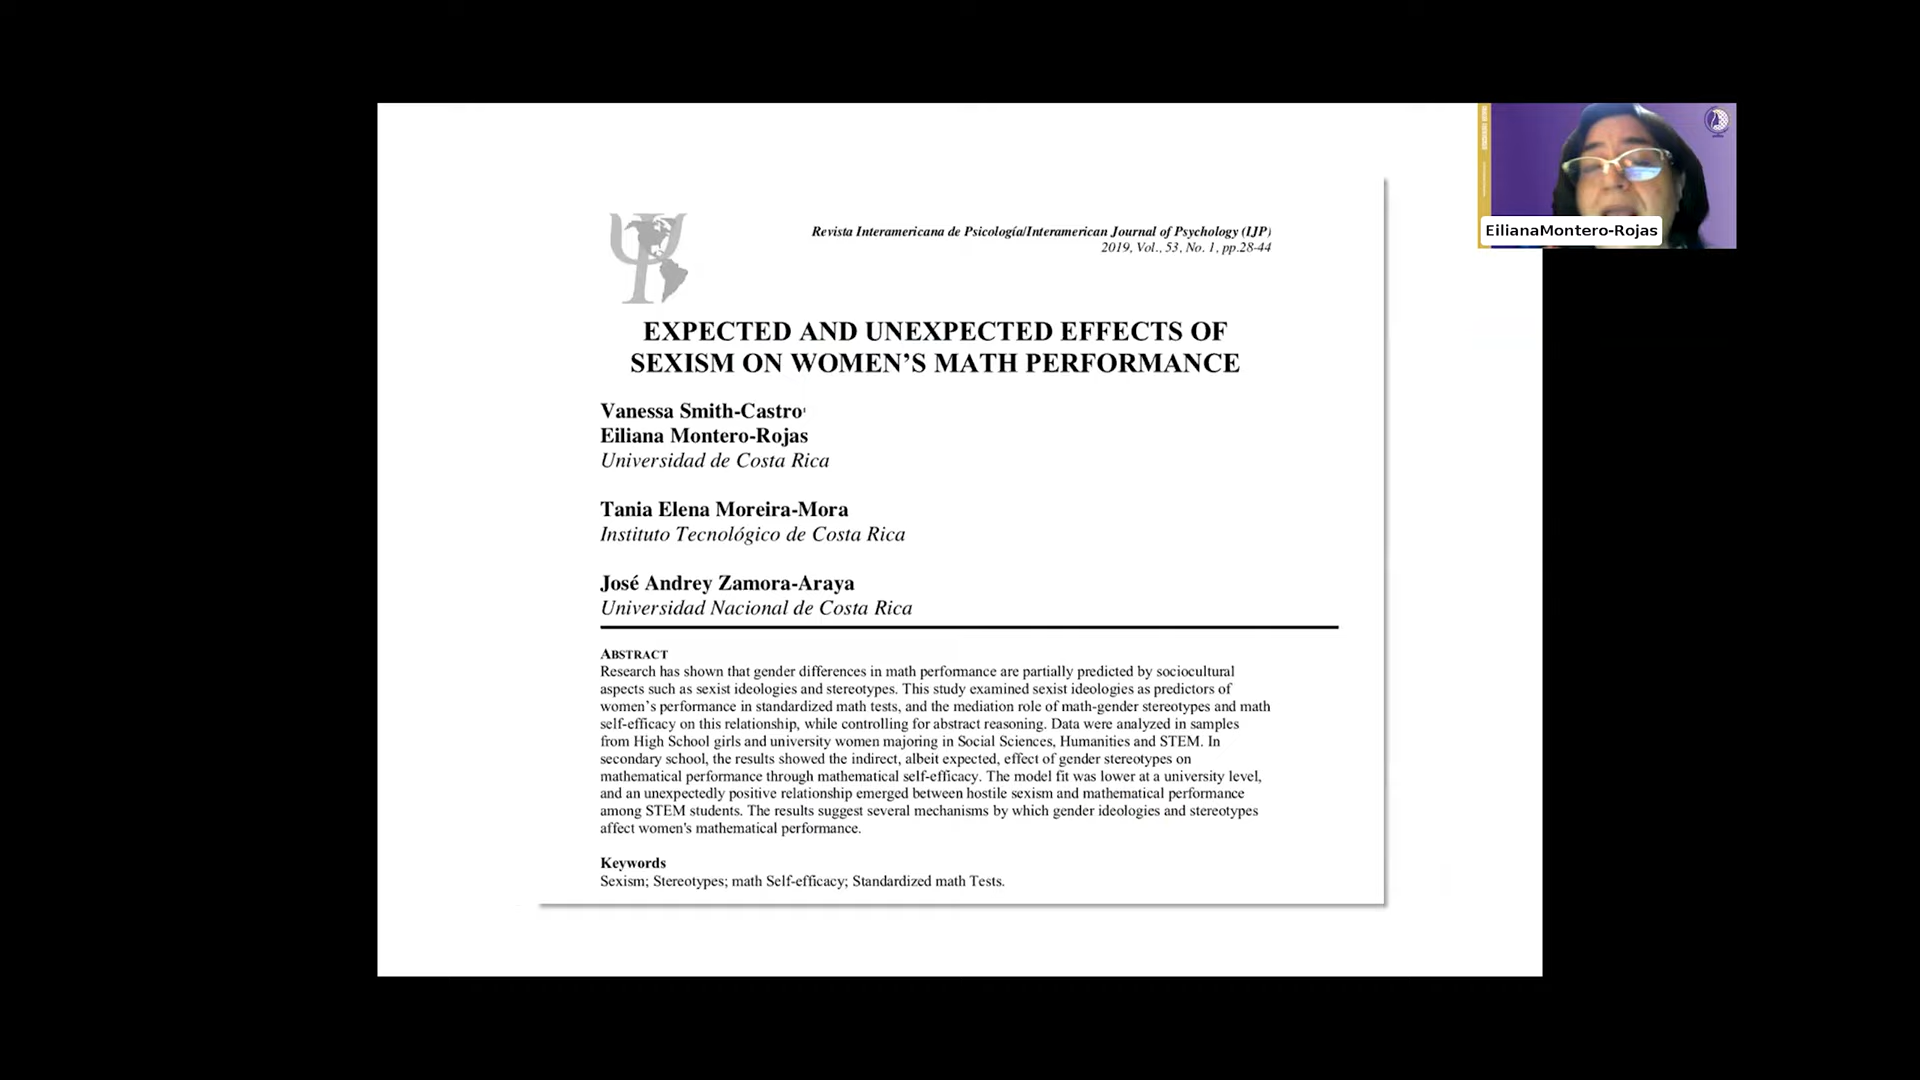 Revista Interamericana de Psicología/Interamerican Journal of Psychology (IJP)
2019, Vol., 53, No. 1, pp.28-44
EXPECTED AND UNEXPECTED EFFECTS OF
SEXISM ON WOMEN’S MATH PERFORMANCE
Vanessa Smith-Castro¹
Eiliana Montero-Rojas
Universidad de Costa Rica
Tania Elena Moreira-Mora
Instituto Tecnológico de Costa Rica
José Andrey Zamora-Araya
Universidad Nacional de Costa Rica
ABSTRACT
Research has shown that gender differences in math performance are partially predicted by sociocultural
aspects such as sexist ideologies and stereotypes. This study examined sexist ideologies as predictors of
women’s performance in standardized math tests, and the mediation role of math-gender stereotypes and math
self-efficacy on this relationship, while controlling for abstract reasoning. Data were analyzed in samples
from High School girls and university women majoring in Social Sciences, Humanities and STEM. In
secondary school, the results showed the indirect, albeit expected, effect of gender stereotypes on
mathematical performance through mathematical self-efficacy. The model fit was lower at a university level,
and an unexpectedly positive relationship emerged between hostile sexism and mathematical performance
among STEM students. The results suggest several mechanisms by which gender ideologies and stereotypes
affect women's mathematical performance.
Keywords
Sexism; Stereotypes; math Self-efficacy; Standardized math Tests.
EilianaMontero-Rojas